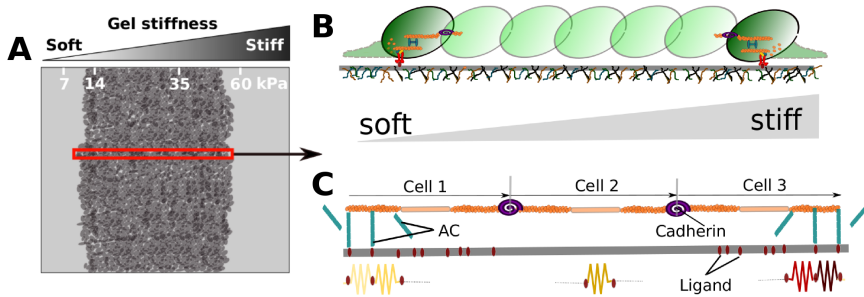 A
Gel stiffness
Soft
Stiff
7 14 35 60 kPa
B
soft
stiff
C
Cell 1
Cell 2
Cell 3
AC
Cadherin
Ligand